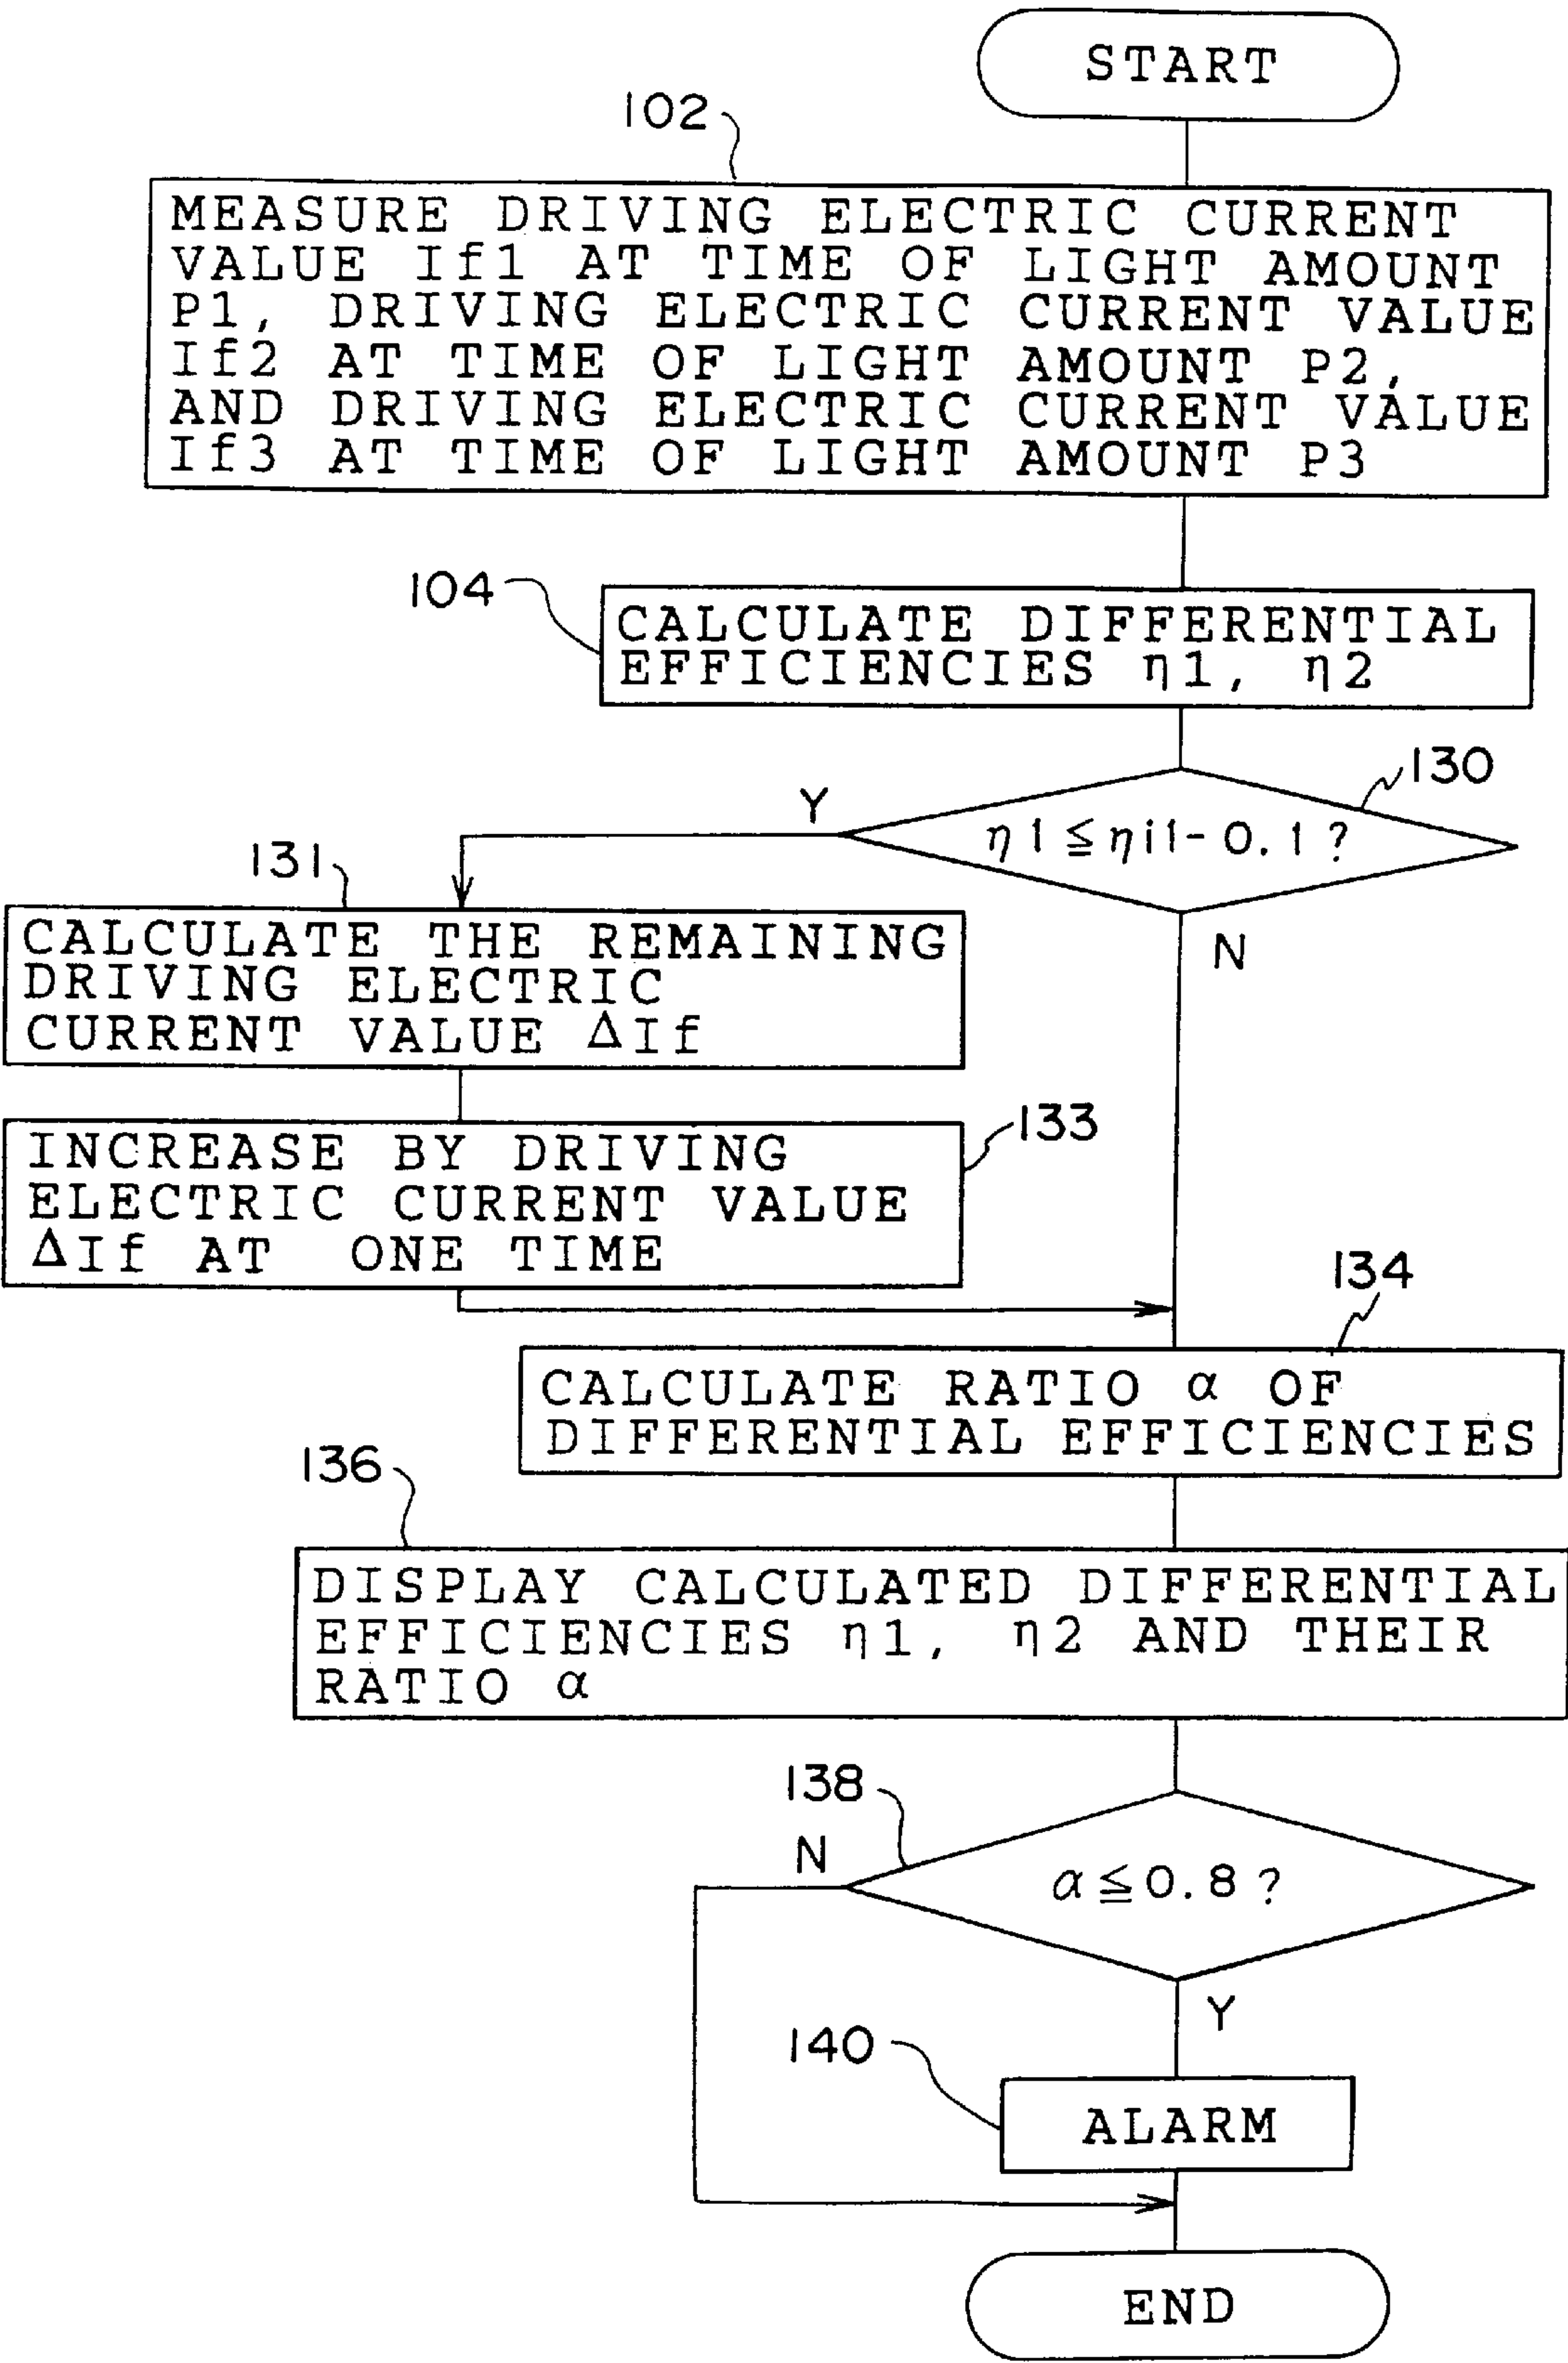 START
102
MEASURE DRIVING ELECTRIC CURRENT
VALUE If1 AT TIME OF LIGHT AMOUNT
P1, DRIVING ELECTRIC CURRENT VALUE
If2 AT TIME OF LIGHT AMOUNT P2,
AND DRIVING ELECTRIC CURRENT VALUE
If3 AT TIME OF LIGHT AMOUNT P3
104
CALCULATE DIFFERENTIAL
EFFICIENCIES η1, η2
130
Y
η1≦ηi1-0.1?
N
131
CALCULATE THE REMAINING
DRIVING ELECTRIC
CURRENT VALUE ΔIf
133
INCREASE BY DRIVING
ELECTRIC CURRENT VALUE
ΔIf AT ONE TIME
134
CALCULATE RATIO α OF
DIFFERENTIAL EFFICIENCIES
136
DISPLAY CALCULATED DIFFERENTIAL
EFFICIENCIES η1, η2 AND THEIR
RATIO α
138
N
α≦0.8?
Y
140
ALARM
END